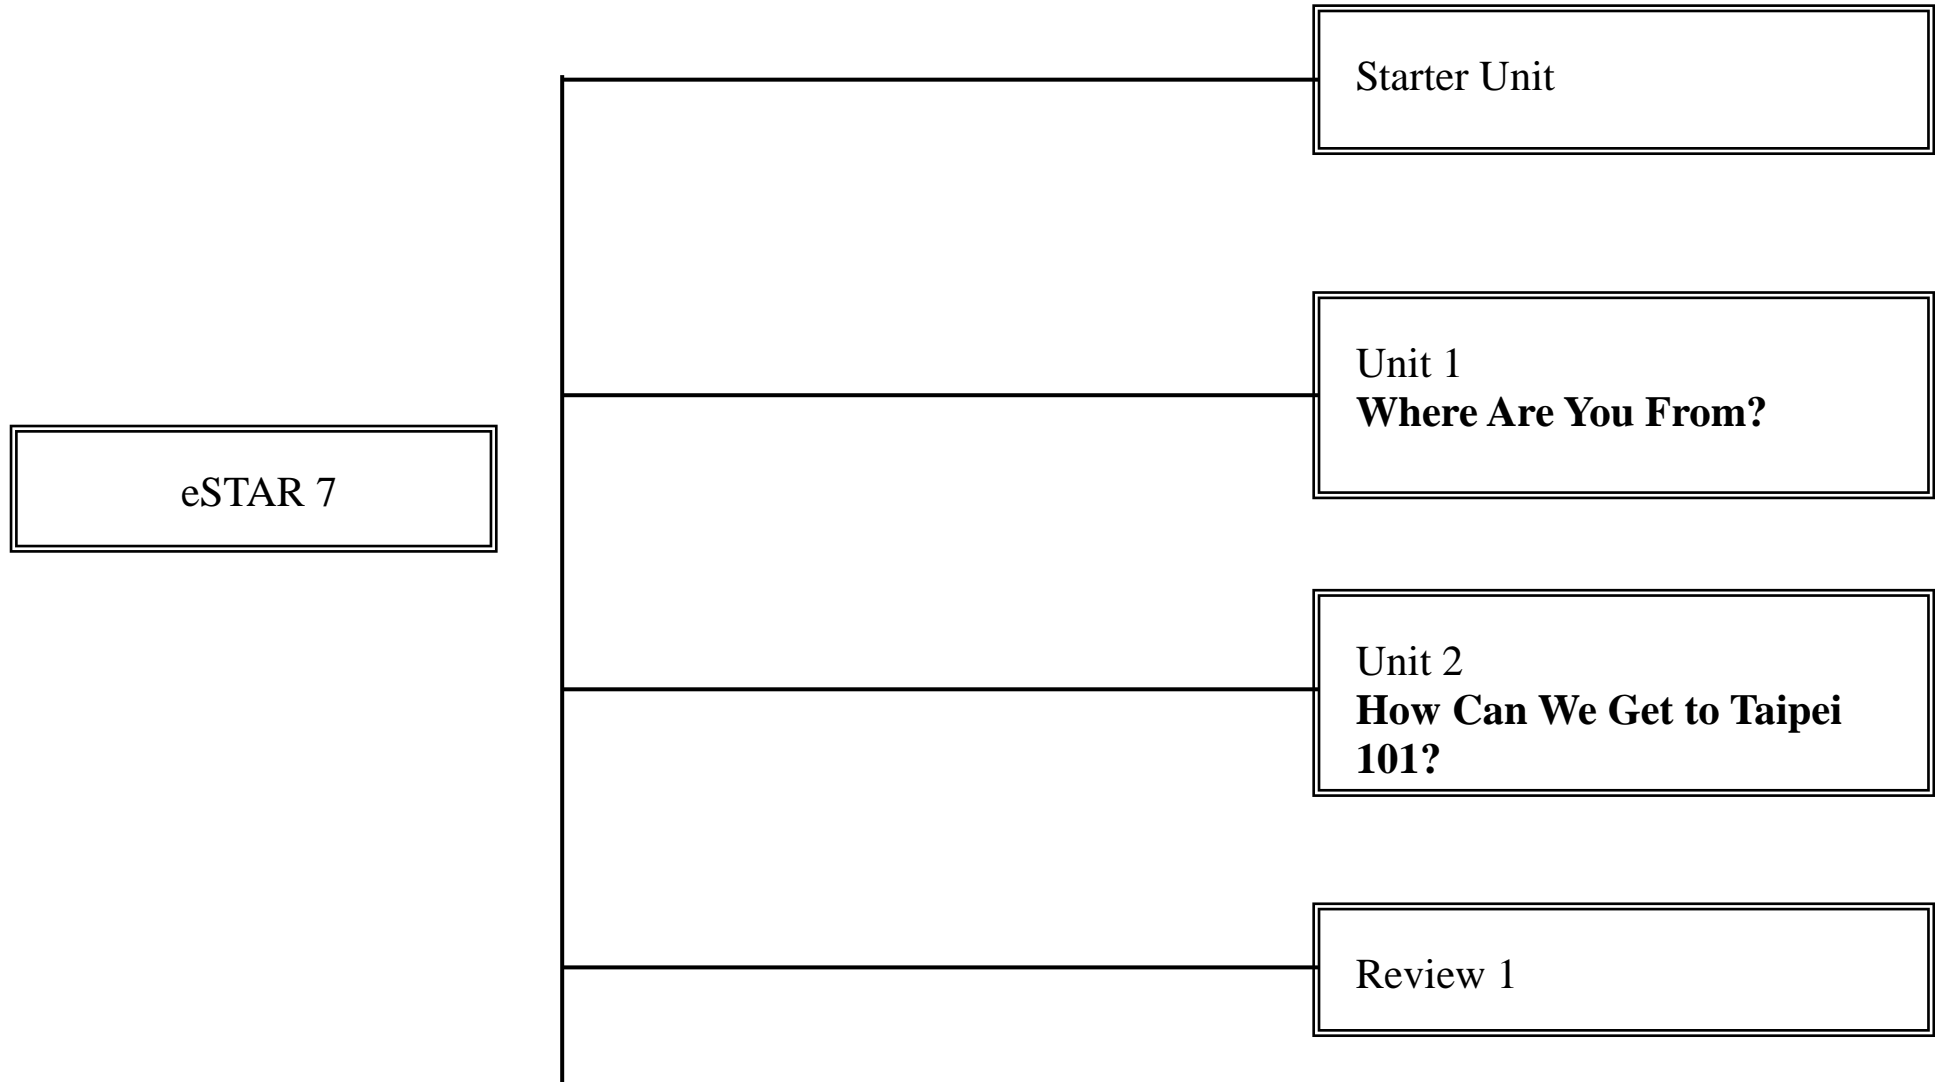 Starter Unit
Unit 1
Where Are You From?
eSTAR 7
Unit 2
How Can We Get to Taipei
101?
Review 1